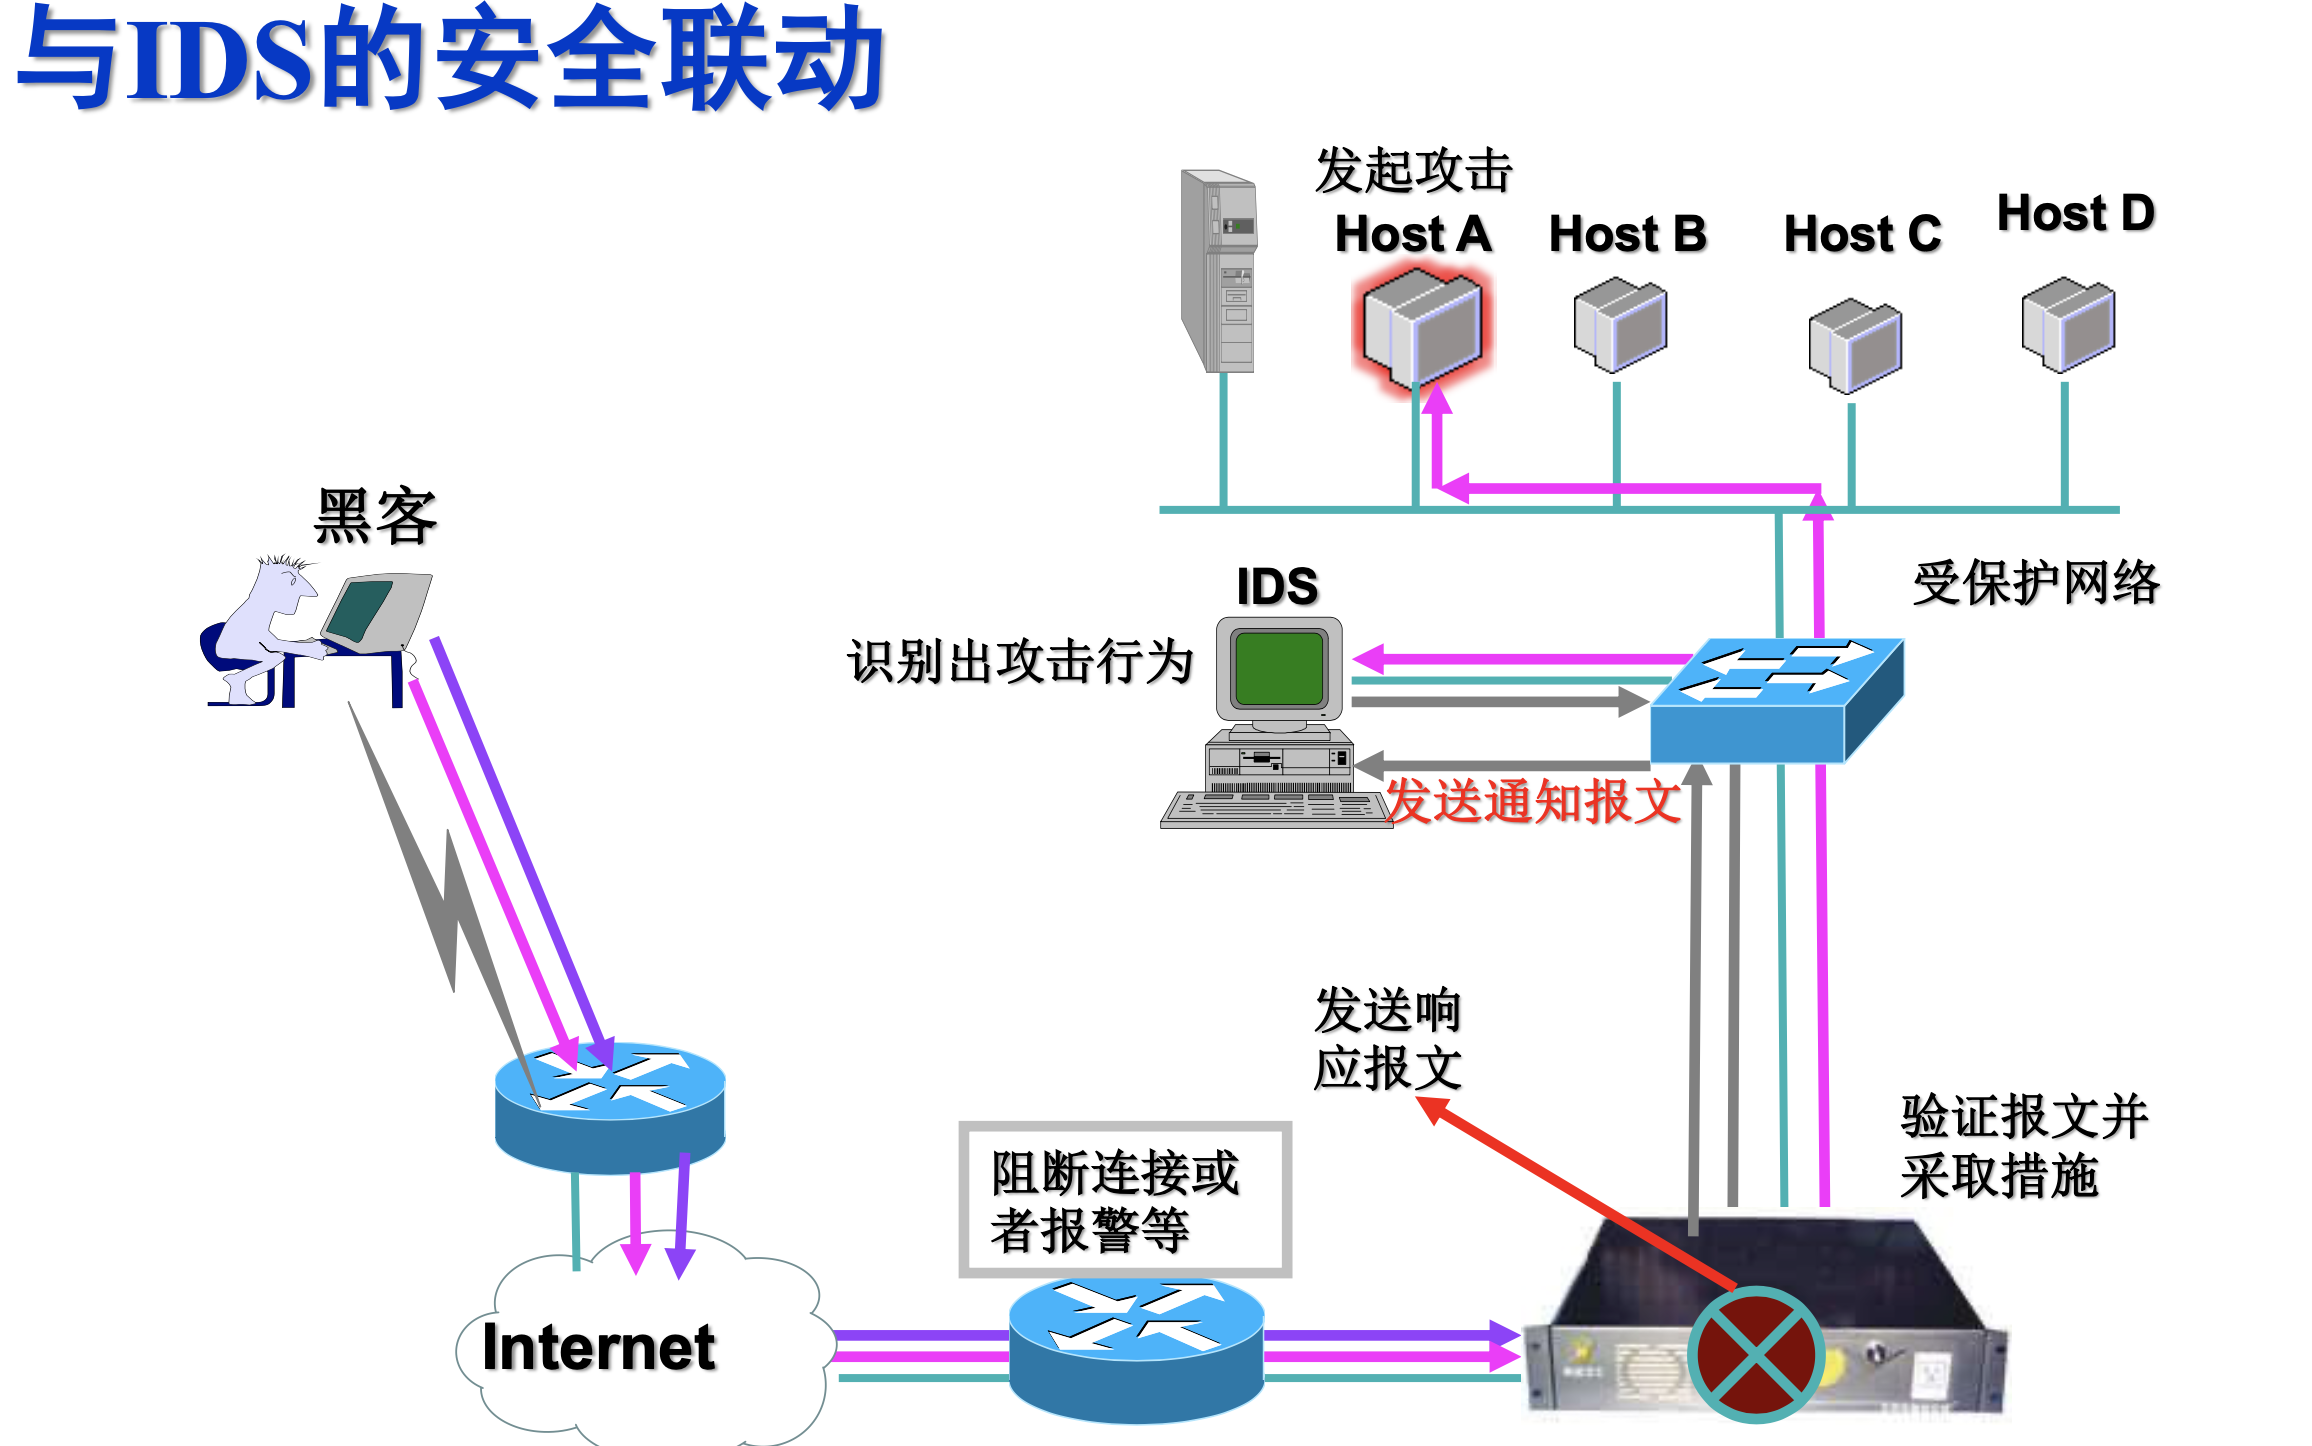 与IDS的安全联动
发起攻击
Host A
Host B
Host C
Host D
黑客
IDS
受保护网络
识别出攻击行为
发送通知报文
发送响
应报文
验证报文并
采取措施
阻断连接或
者报警等
Internet